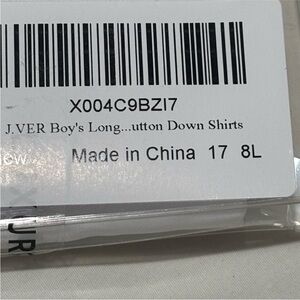 X004C9BZI7
J.VER Boy's Long...utton Down Shirts
Made in China 17 8L